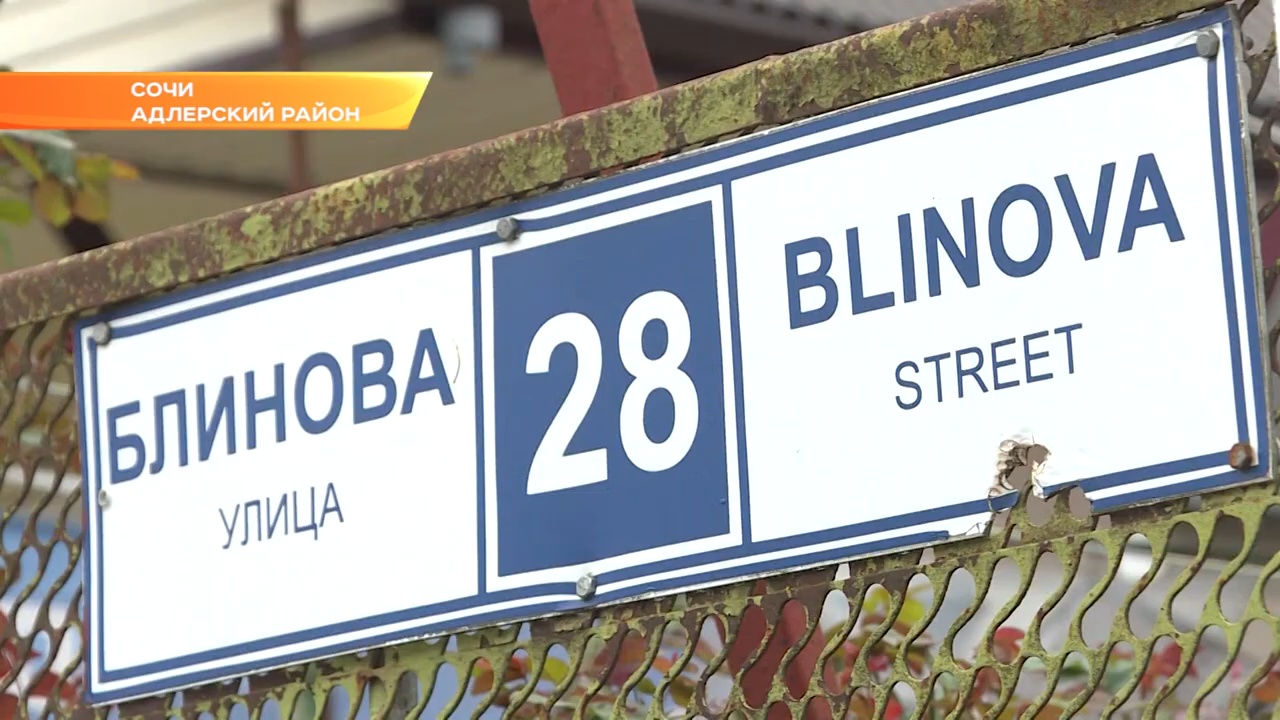 СОЧИ
АДЛЕРСКИЙ РАЙОН
БЛИНОВА
УЛИЦА
28
BLINOVA
STREET